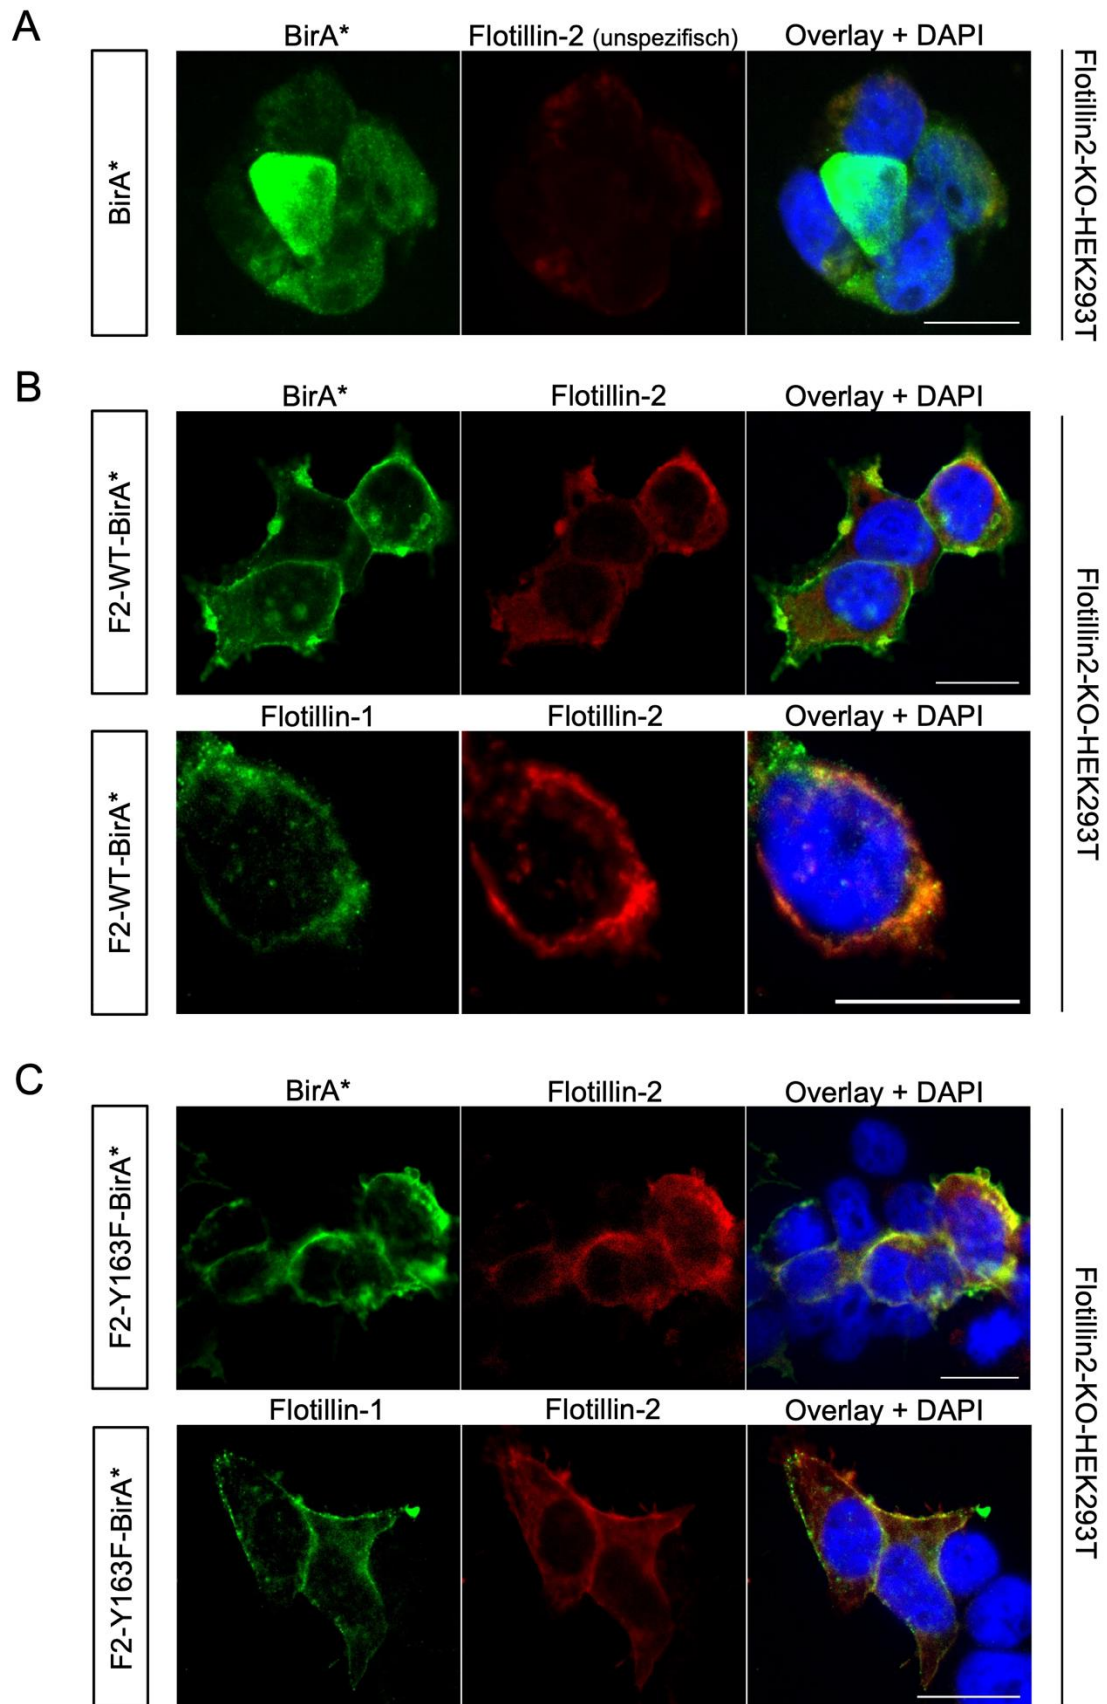 A
BirA*
Flotillin-2 (unspezifisch)
Overlay + DAPI
BirA*
Flotillin2-KO-HEK293T
B
BirA*
Flotillin-2
Overlay + DAPI
F2-WT-BirA*
Flotillin-1
Flotillin-2
Overlay + DAPI
F2-WT-BirA*
Flotillin2-KO-HEK293T
C
BirA*
Flotillin-2
Overlay + DAPI
F2-Y163F-BirA*
Flotillin-1
Flotillin-2
Overlay + DAPI
F2-Y163F-BirA*
Flotillin2-KO-HEK293T